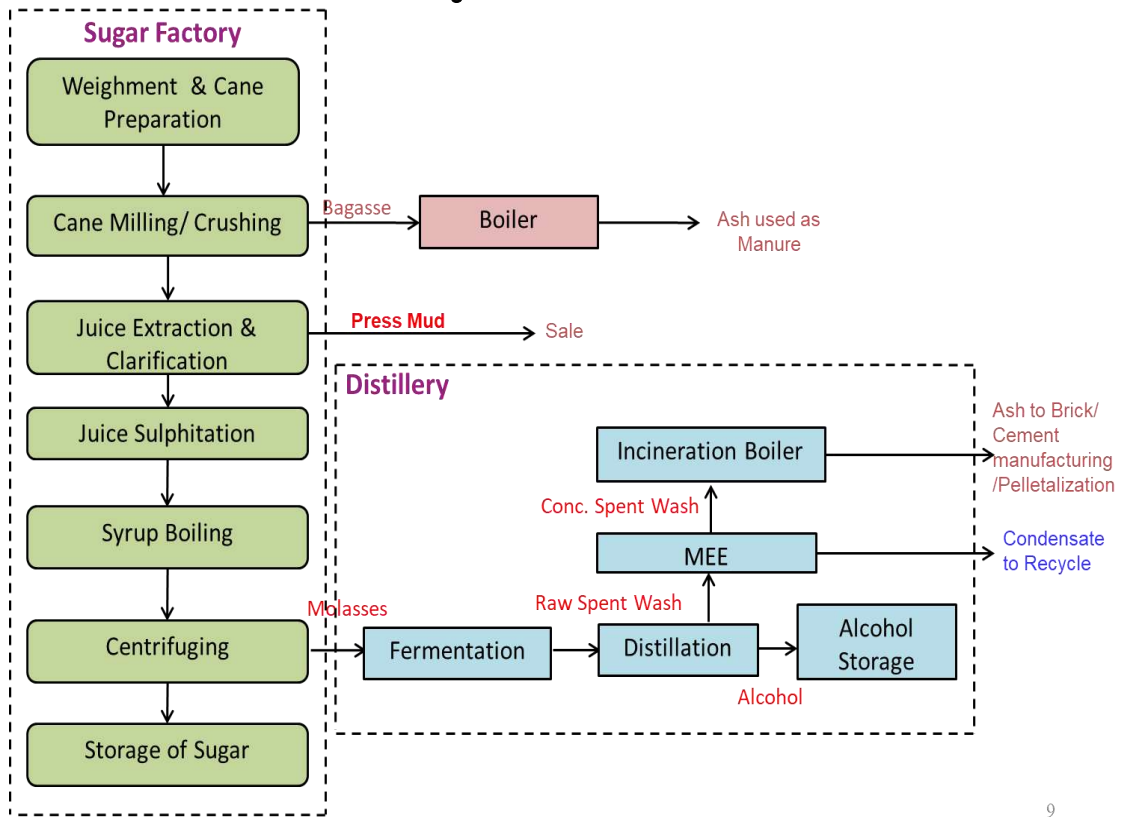 Sugar Factory
Weighment & Cane
Preparation
Cane Milling/ Crushing
Bagasse
Boiler
Ash used as
Manure
Juice Extraction &
Clarification
Press Mud
Sale
Distillery
Juice Sulphitation
Incineration Boiler
Ash to Brick/
Cement
manufacturing
/Pelletalization
Conc. Spent Wash
Syrup Boiling
MEE
Condensate
to Recycle
Raw Spent Wash
Molasses
Centrifuging
Fermentation
Distillation
Alcohol
Storage
Alcohol
Storage of Sugar
9